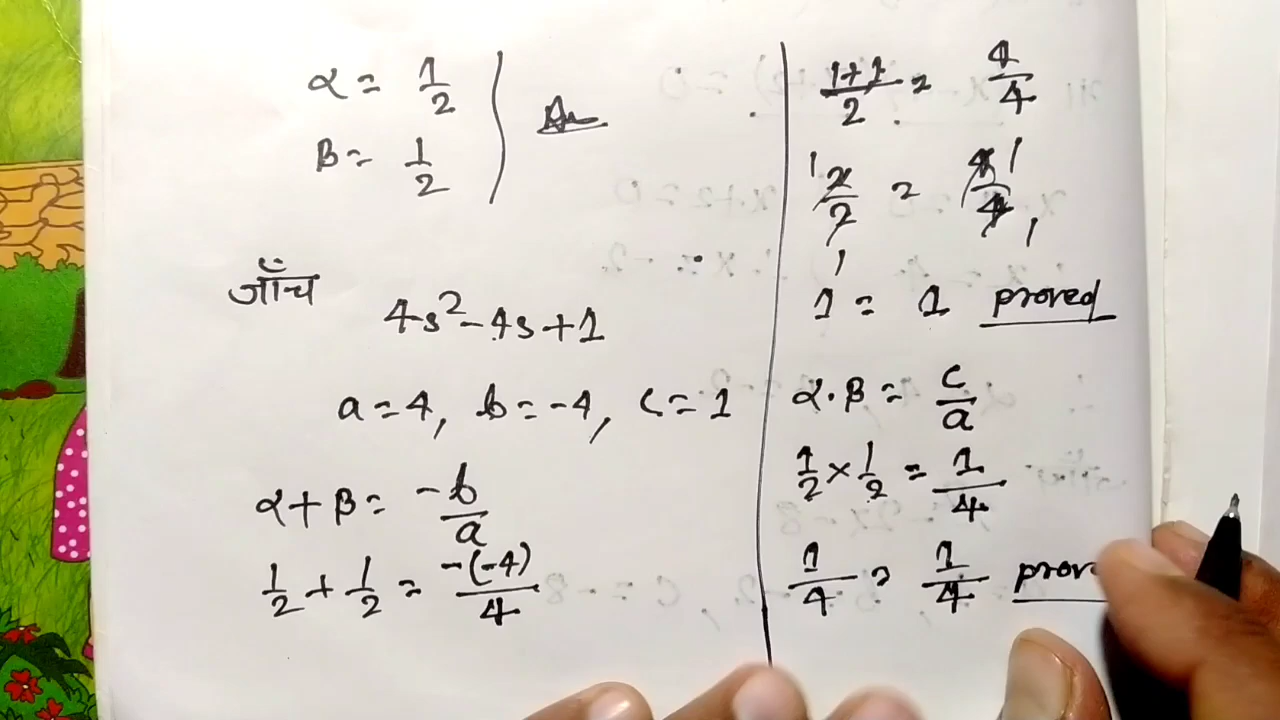 α = 1/2
β = 1/2
Ans
जाँच
4s² - 4s + 1
a = 4, b = -4, c = 1
α + β = -b/a
1/2 + 1/2 = -(-4)/4
1+1/2 = 4/4
2/2 = 4/4
1 = 1 proved
α · β = c/a
1/2 × 1/2 = 1/4
1/4 = 1/4